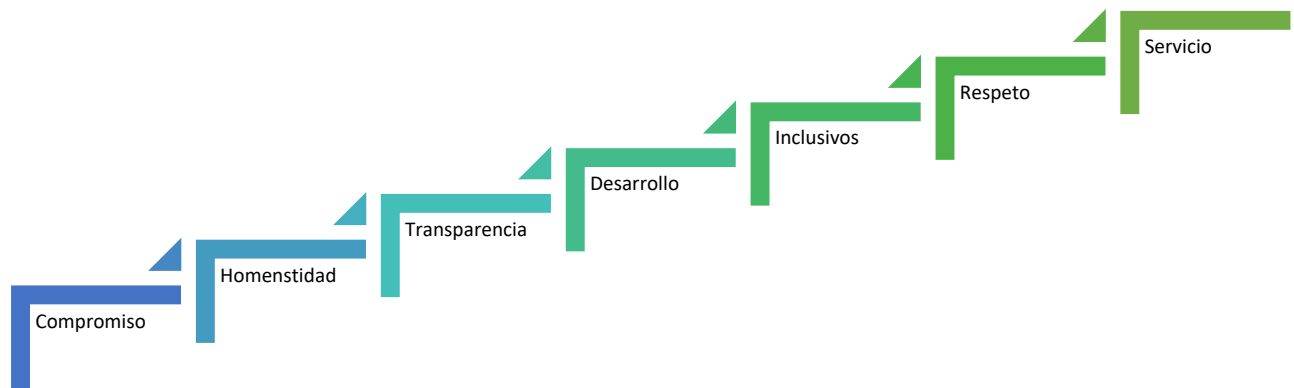 Compromiso
Homenstidad
Transparencia
Desarrollo
Inclusivos
Respeto
Servicio